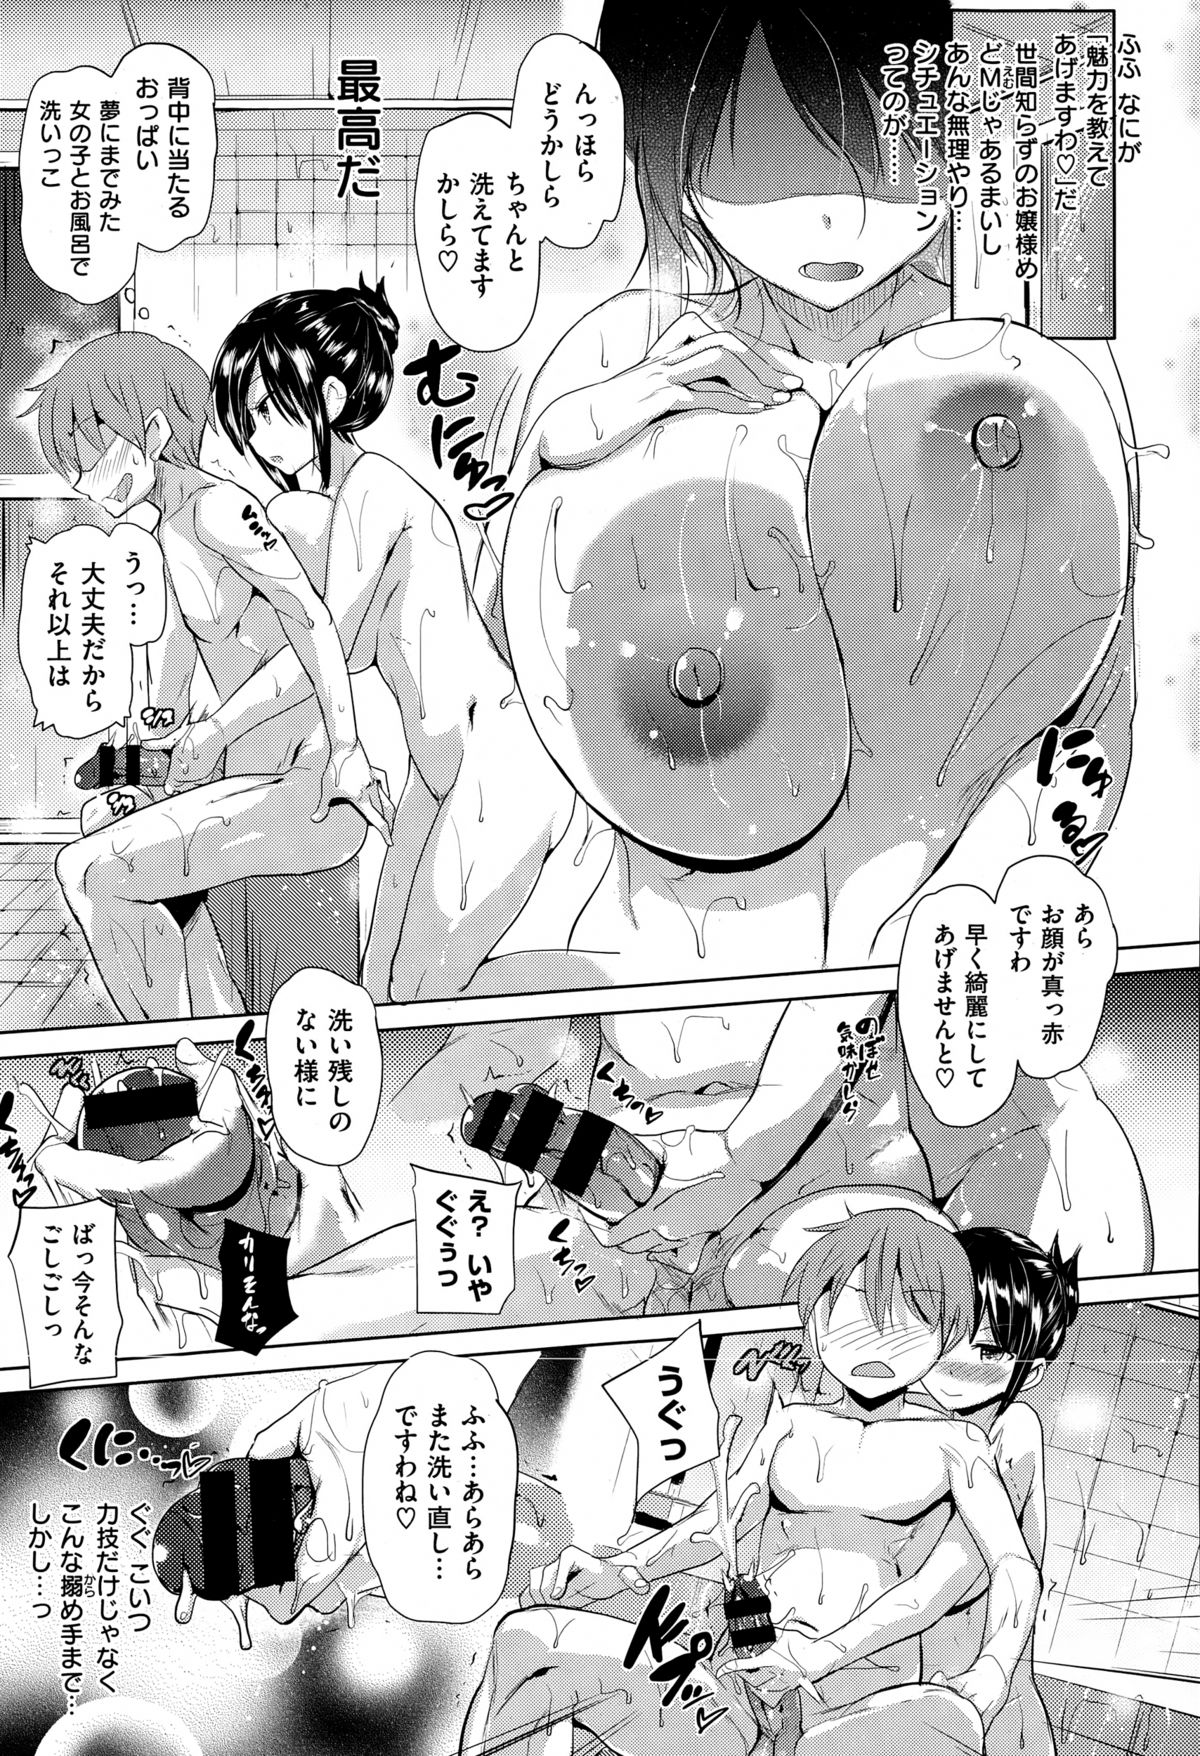 ふふ なにが
「魅力を教えて
あげますわ♡」だ
世間知らずのお嬢様め
どMじゃあるまいし
えむ
あんな無理やり…
シチュエーション
ってのが……
んっほら
どうかしら
ちゃんと
洗えてます
かしら♡
最高だ
背中に当たる
おっぱい
夢にまでみた
女の子とお風呂で
洗いっこ
むにゅっ
うっ…
大丈夫だから
それ以上は
にゅる
あら
お顔が真っ赤
ですわ
早く綺麗にして
あげませんと♡
のぼせ
気味かしら
洗い残しの
ない様に
え?いや
ぐぐぅっ
カリそんなっ
ばっ今そんな
ごしごしっ
うぐっ
ふふ…あらあら
また洗い直し…
ですわね♡
くに…っ♡
ぐぐ こいつ
力技だけじゃなく
こんな搦め手まで…
から
しかし…っ